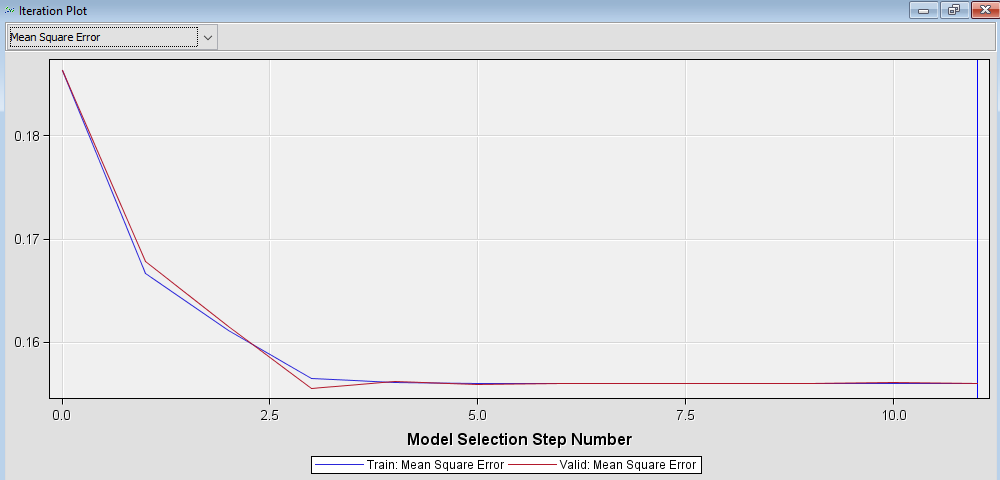 Iteration Plot
Mean Square Error
0.18
0.17
0.16
0.0 2.5 5.0 7.5 10.0
Model Selection Step Number
Train: Mean Square Error Valid: Mean Square Error